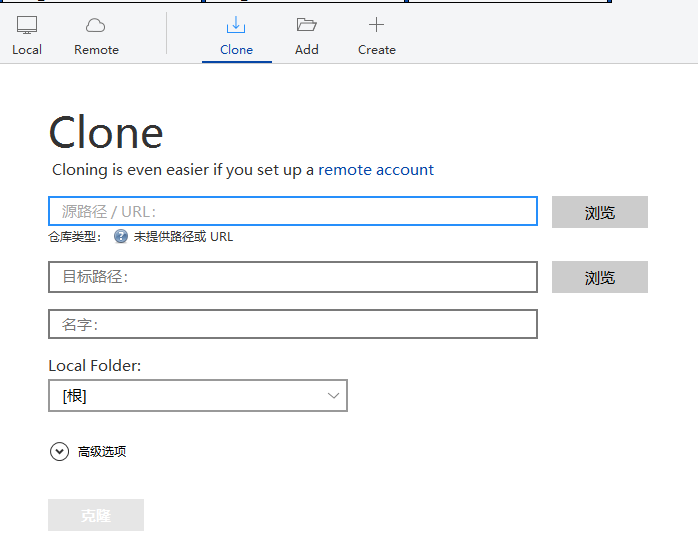 Local Remote Clone Add Create
Clone
Cloning is even easier if you set up a remote account
源路径 / URL: 浏览
仓库类型: 未提供路径或 URL
目标路径: 浏览
名字:
Local Folder:
[根]
高级选项
克隆